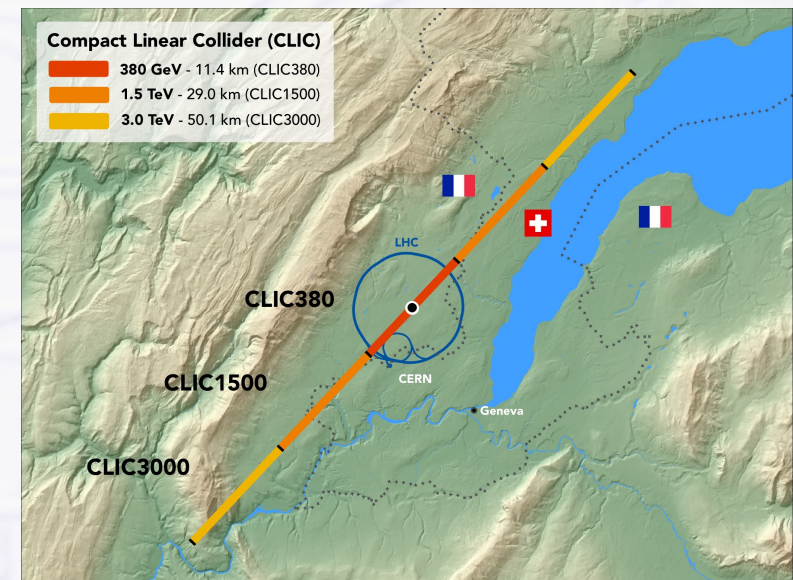 Compact Linear Collider (CLIC)
380 GeV - 11.4 km (CLIC380)
1.5 TeV - 29.0 km (CLIC1500)
3.0 TeV - 50.1 km (CLIC3000)
LHC
CLIC380
CLIC1500
CERN
Geneva
CLIC3000